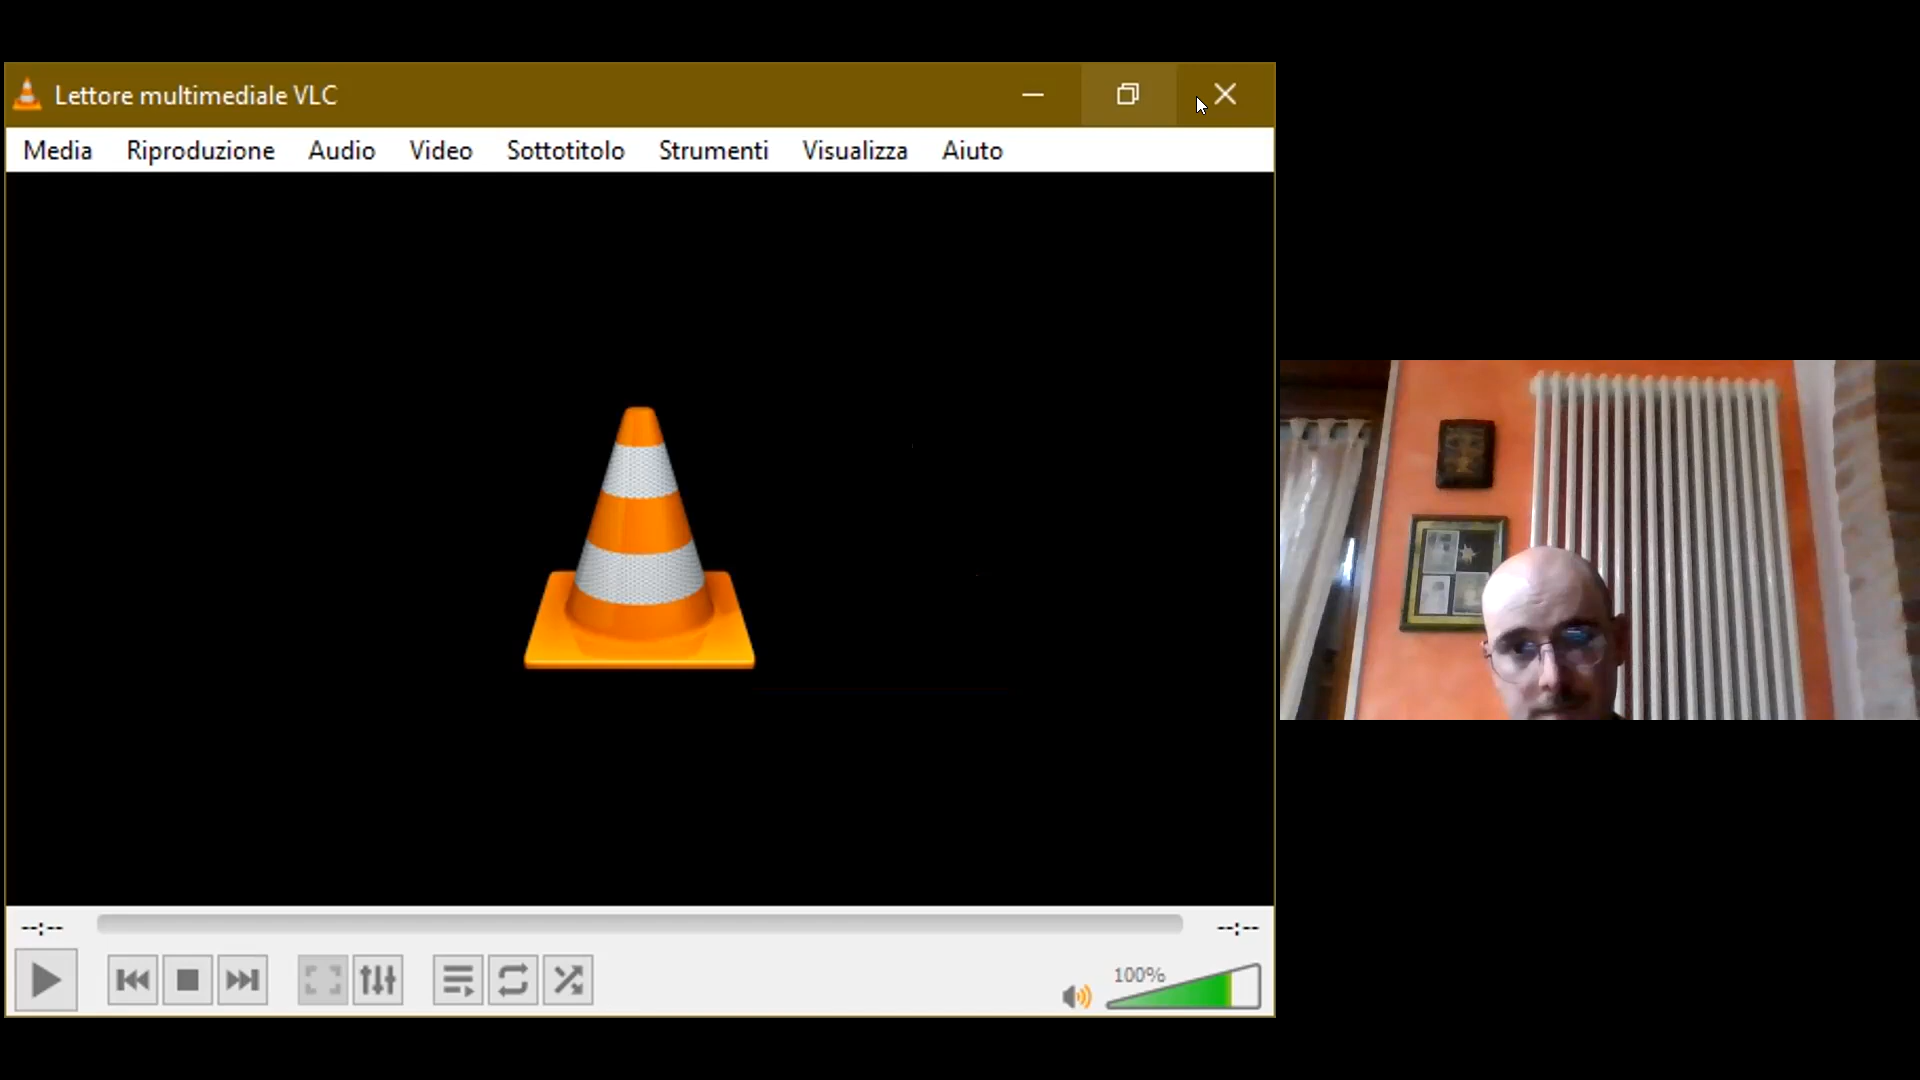 Lettore multimediale VLC
Media Riproduzione Audio Video Sottotitolo Strumenti Visualizza Aiuto
--:-- --:--
100%